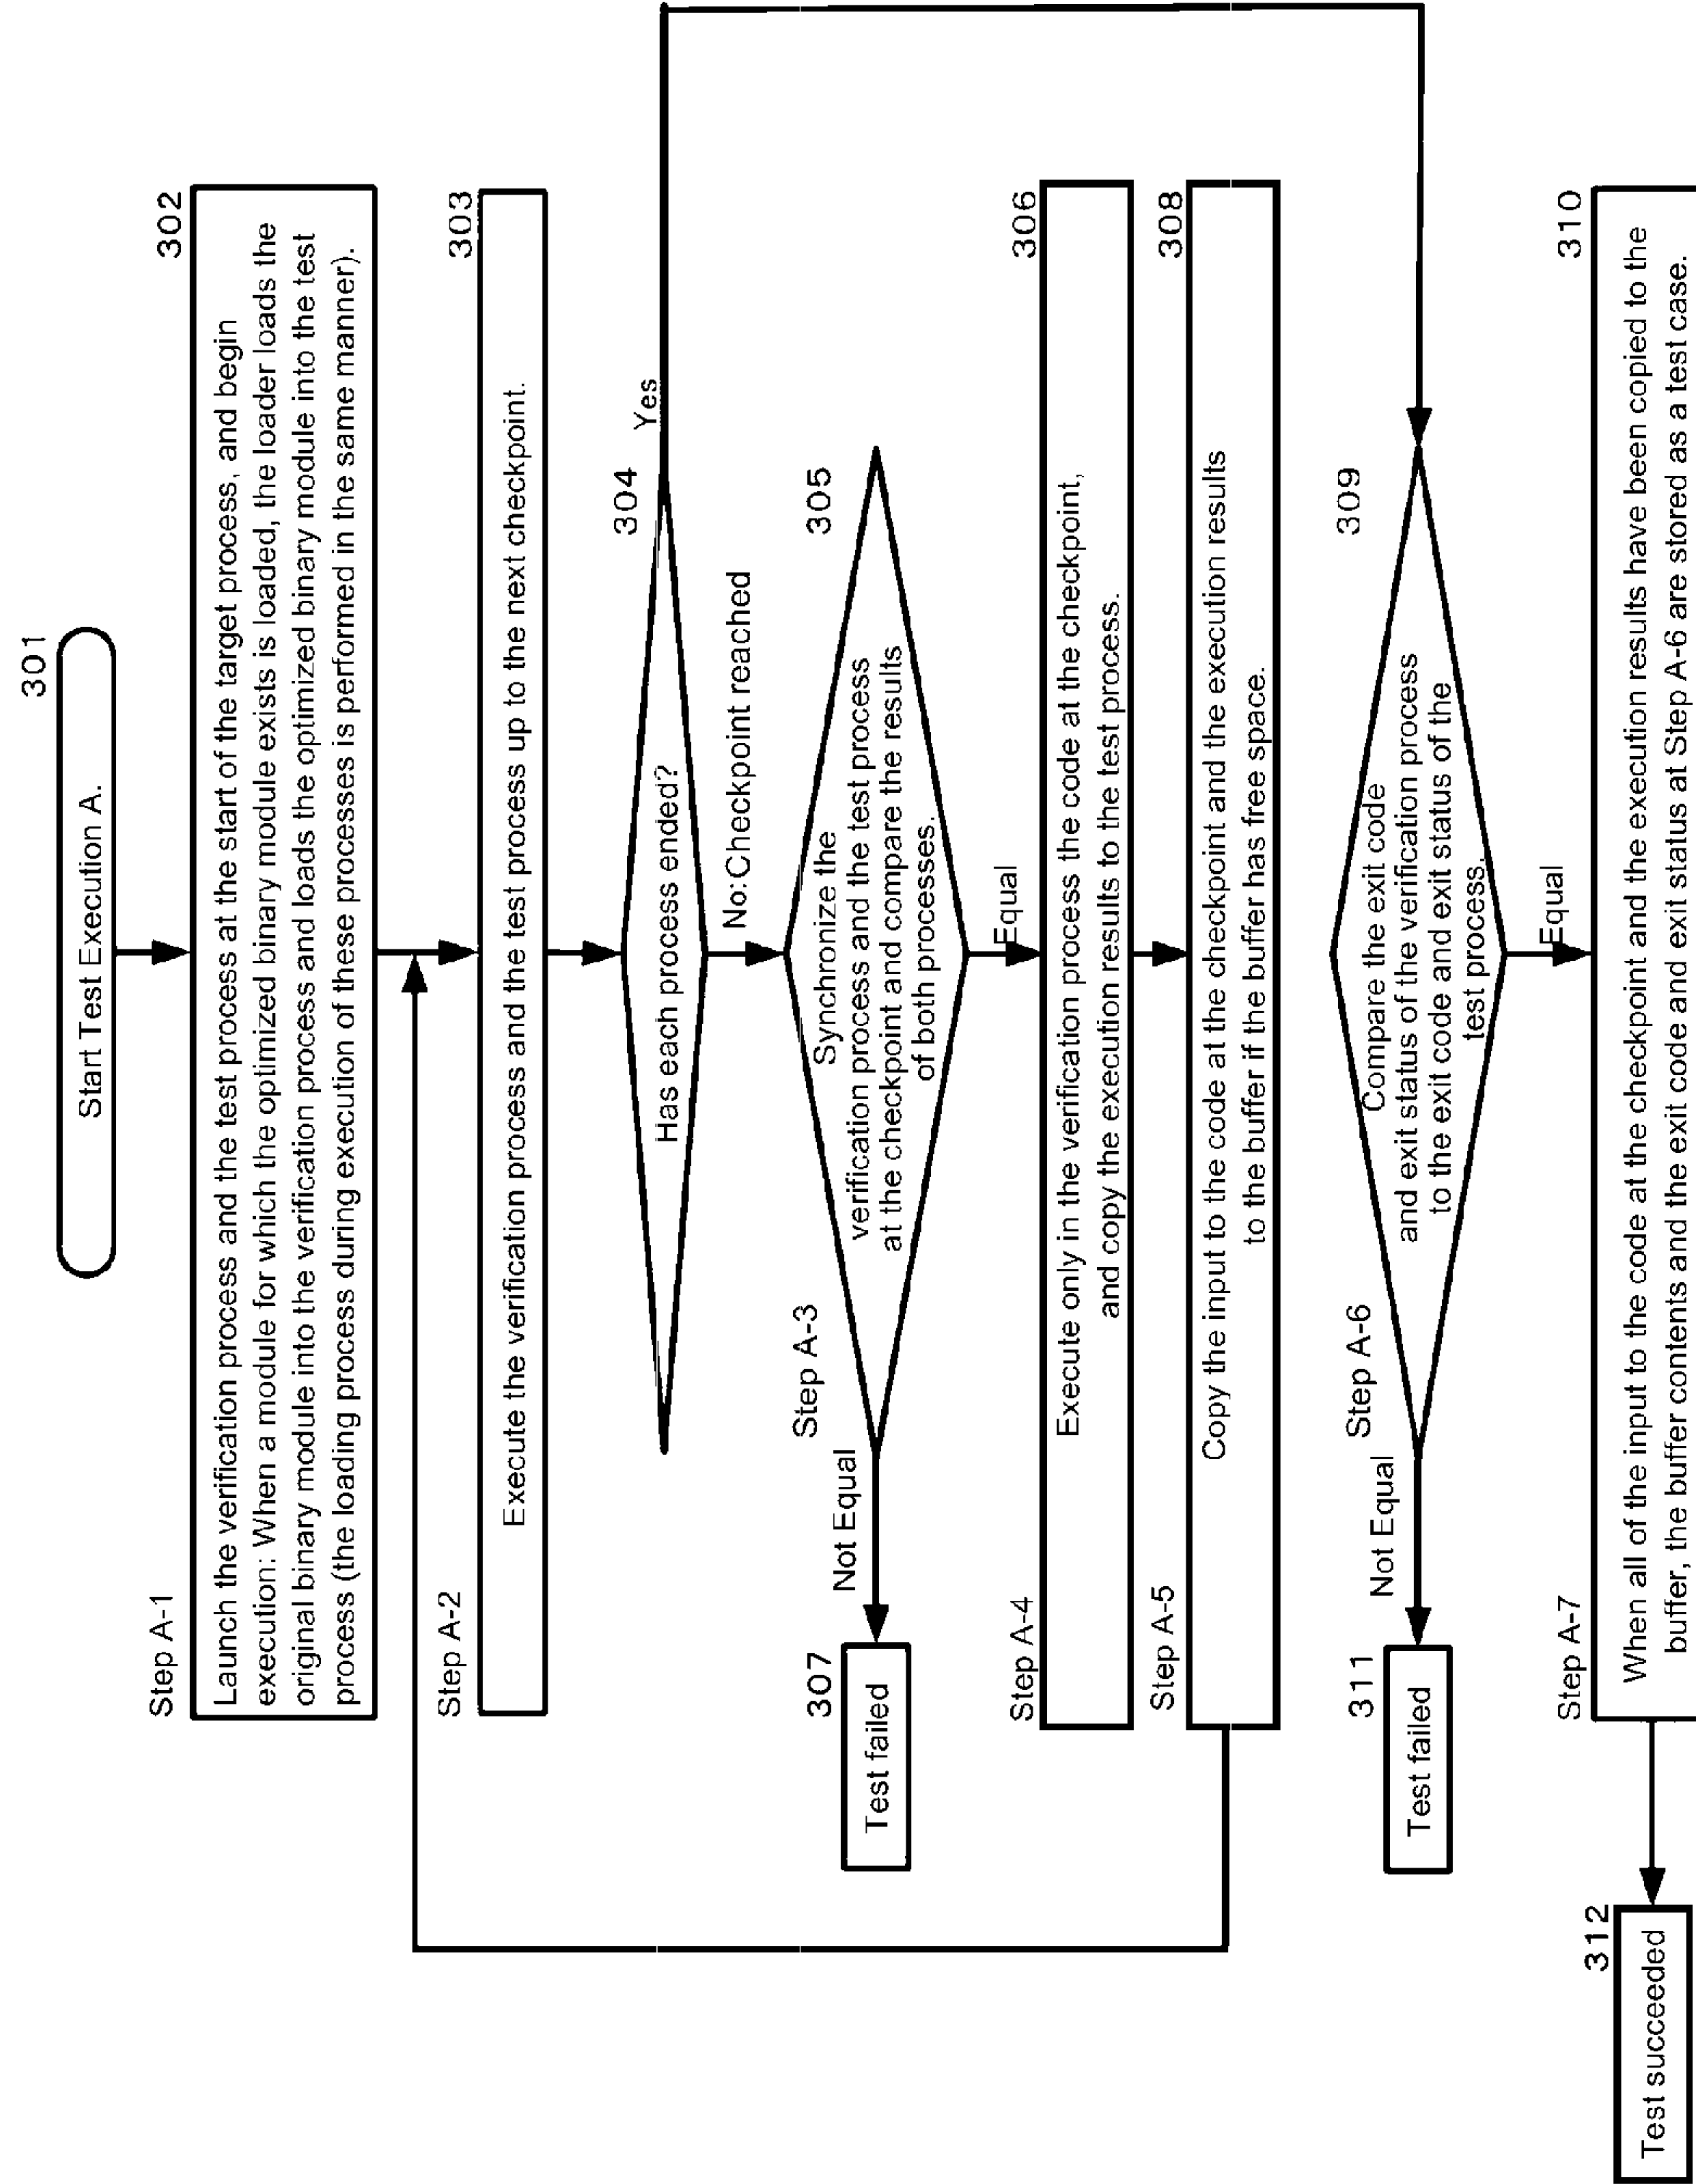 301
Start Test Execution A.
Step A-1
302
Launch the verification process and the test process at the start of the target process, and begin
execution: When a module for which the optimized binary module exists is loaded, the loader loads the
original binary module into the verification process and loads the optimized binary module into the test
process (the loading process during execution of these processes is performed in the same manner).
Step A-2
303
Execute the verification process and the test process up to the next checkpoint.
304
Yes
Has each process ended?
No:Checkpoint reached
Step A-3
305
Synchronize the
verification process and the test process
at the checkpoint and compare the results
of both processes.
Not Equal
307
Test failed
Equal
Step A-4
306
Execute only in the verification process the code at the checkpoint,
and copy the execution results to the test process.
Step A-5
308
Copy the input to the code at the checkpoint and the execution results
to the buffer if the buffer has free space.
Step A-6
309
Compare the exit code
and exit status of the verification process
to the exit code and exit status of the
test process.
Not Equal
311
Test failed
Equal
Step A-7
310
When all of the input to the code at the checkpoint and the execution results have been copied to the
buffer, the buffer contents and the exit code and exit status at Step A-6 are stored as a test case.
312
Test succeeded